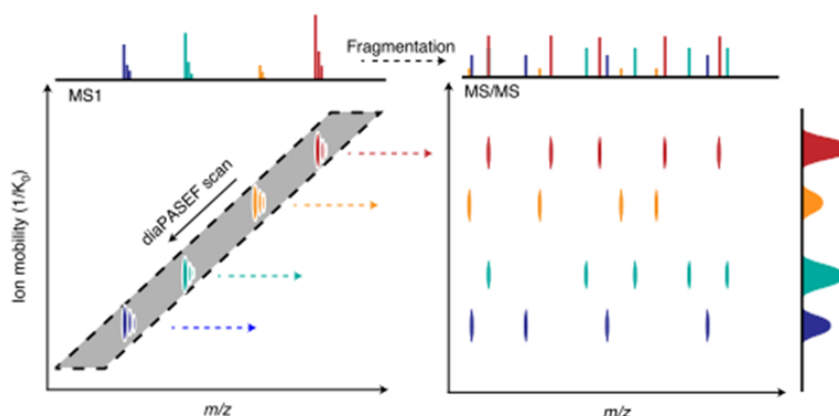 Fragmentation
MS1
MS/MS
Ion mobility (1/K₀)
diaPASEF scan
m/z
m/z